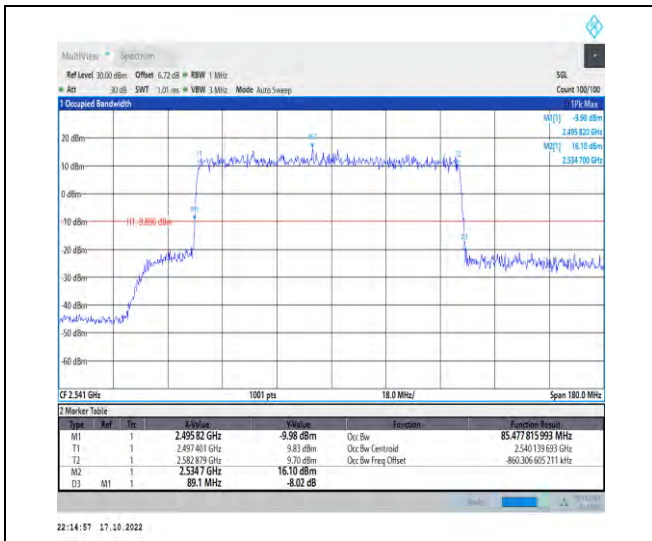 MultiView Spectrum
Ref Level 30.00 dBm Offset 6.72 dB RBW 1 MHz SGL
Att 30 dB SWT 1.01 ms VBW 3 MHz Mode Auto Sweep Count 100/100
1 Occupied Bandwidth 1Pk Max
M1[1] -9.98 dBm
2.495 820 GHz
M2[1] 16.10 dBm
2.534 700 GHz
20 dBm
M2
T1 T2
10 dBm
0 dBm
M1
-10 dBm H1 -9.896 dBm
D3
-20 dBm
-30 dBm
-40 dBm
-50 dBm
-60 dBm
CF 2.541 GHz 1001 pts 18.0 MHz/ Span 180.0 MHz
2 Marker Table
Type Ref Trc X-Value Y-Value Function Function Result
M1 1 2.495 82 GHz -9.98 dBm Occ Bw 85.477 815 993 MHz
T1 1 2.497 401 GHz 9.83 dBm Occ Bw Centroid 2.540 139 693 GHz
T2 1 2.582 879 GHz 9.70 dBm Occ Bw Freq Offset -860.306 605 211 kHz
M2 1 2.534 7 GHz 16.10 dBm
D3 M1 1 89.1 MHz -8.02 dB
22:14:57 17.10.2022